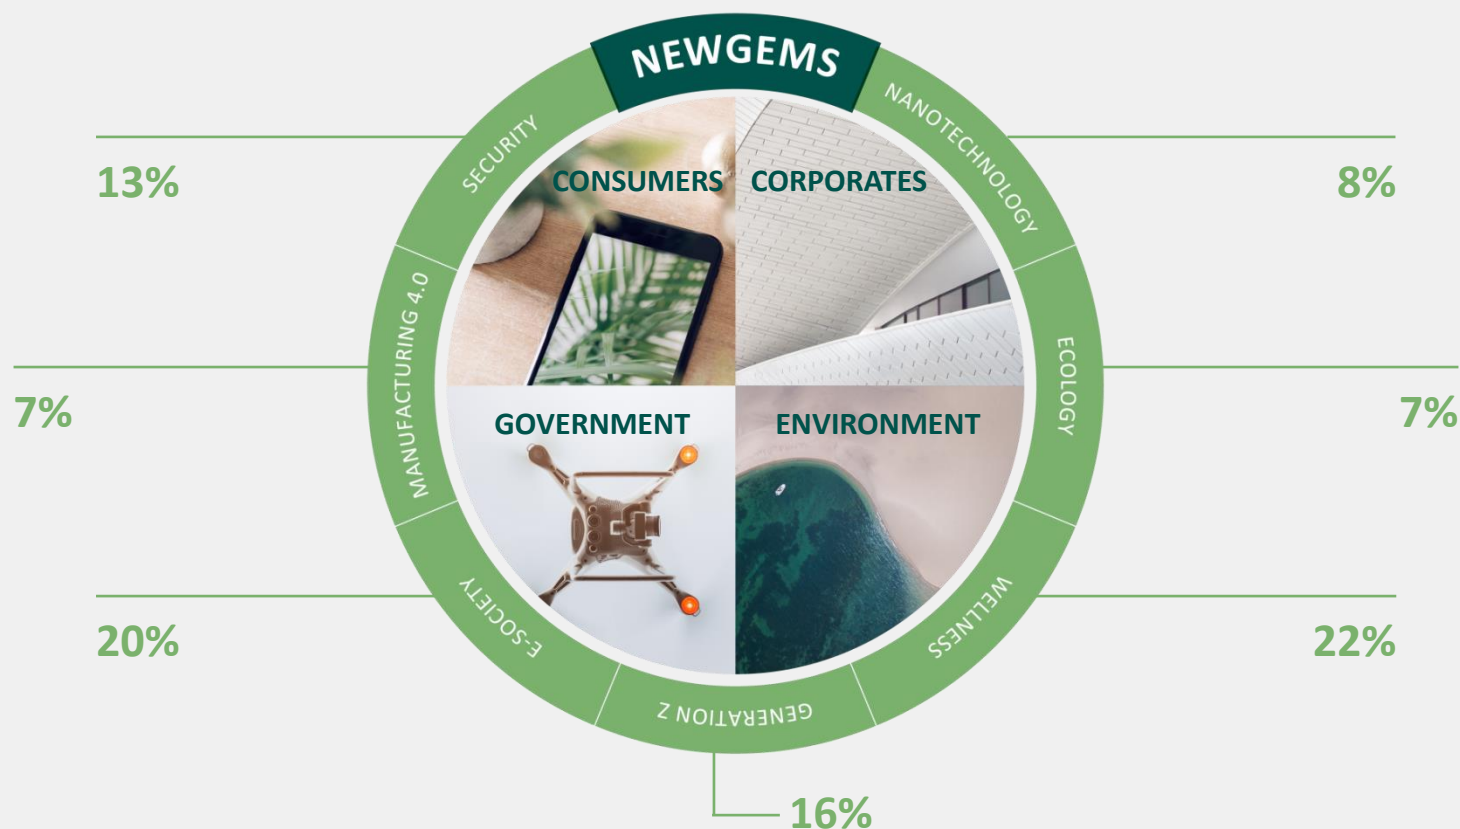 NEWGEMS
SECURITY
NANOTECHNOLOGY
13%
8%
CONSUMERS
CORPORATES
MANUFACTURING 4.0
ECOLOGY
7%
7%
GOVERNMENT
ENVIRONMENT
E-SOCIETY
WELLNESS
20%
22%
GENERATION Z
16%